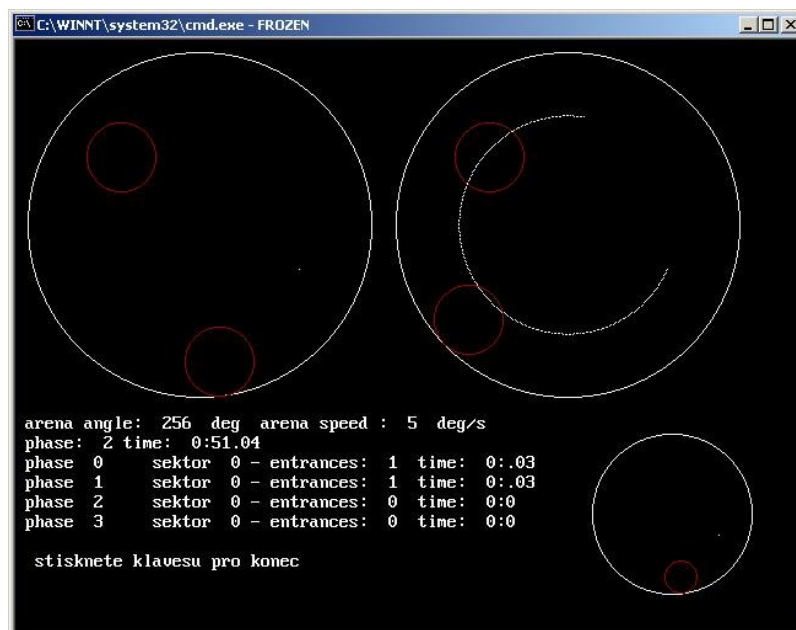 C:\WINNT\system32\cmd.exe - FROZEN
arena angle: 256 deg arena speed : 5 deg/s
phase: 2 time: 0:51.04
phase 0 sektor 0 - entrances: 1 time: 0:.03
phase 1 sektor 0 - entrances: 1 time: 0:.03
phase 2 sektor 0 - entrances: 0 time: 0:0
phase 3 sektor 0 - entrances: 0 time: 0:0
stisknete klavesu pro konec